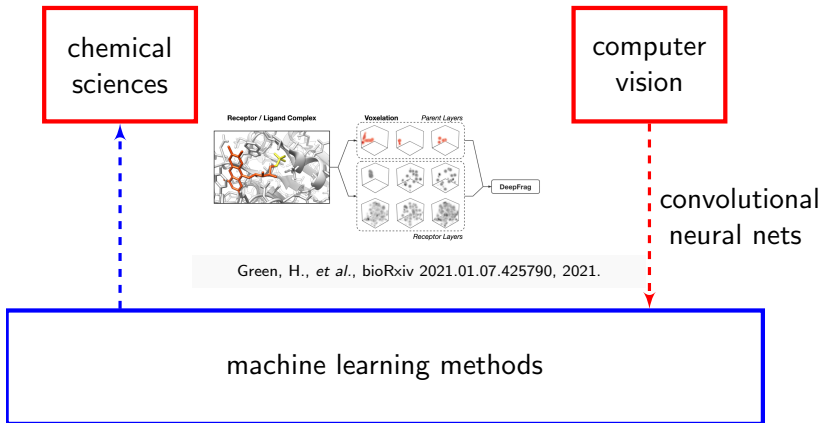 chemical
sciences
computer
vision
Receptor / Ligand Complex
Voxelation
Parent Layers
DeepFrag
Receptor Layers
convolutional
neural nets
Green, H., et al., bioRxiv 2021.01.07.425790, 2021.
machine learning methods